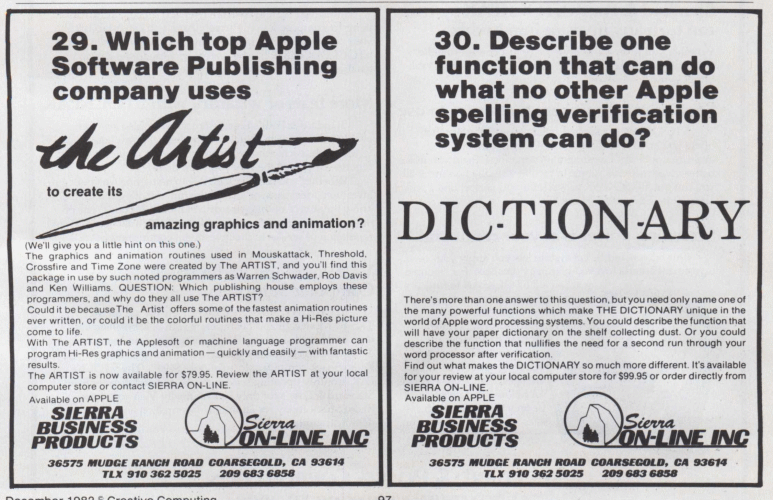 29. Which top Apple
Software Publishing
company uses
the Artist
to create its
amazing graphics and animation?
(We'll give you a little hint on this one.)
The graphics and animation routines used in Mouskattack, Threshold,
Crossfire and Time Zone were created by The ARTIST, and you'll find this
package in use by such noted programmers as Warren Schwader, Rob Davis
and Ken Williams. QUESTION: Which publishing house employs these
programmers, and why do they all use The ARTIST?
Could it be because The Artist offers some of the fastest animation routines
ever written, or could it be the colorful routines that make a Hi-Res picture
come to life.
With The ARTIST, the Applesoft or machine language programmer can
program Hi-Res graphics and animation — quickly and easily — with fantastic
results.
The ARTIST is now available for $79.95. Review the ARTIST at your local
computer store or contact SIERRA ON-LINE.
Available on APPLE
SIERRA
BUSINESS
PRODUCTS
Sierra
ON-LINE INC
36575 MUDGE RANCH ROAD COARSEGOLD, CA 93614
TLX 910 362 5025 209 683 6858
30. Describe one
function that can do
what no other Apple
spelling verification
system can do?
DIC·TION·ARY
There's more than one answer to this question, but you need only name one of
the many powerful functions which make THE DICTIONARY unique in the
world of Apple word processing systems. You could describe the function that
will have your paper dictionary on the shelf collecting dust. Or you could
describe the function that nullifies the need for a second run through your
word processor after verification.
Find out what makes the DICTIONARY so much more different. It's available
for your review at your local computer store for $99.95 or order directly from
SIERRA ON-LINE.
Available on APPLE
SIERRA
BUSINESS
PRODUCTS
Sierra
ON-LINE INC
36575 MUDGE RANCH ROAD COARSEGOLD, CA 93614
TLX 910 362 5025 209 683 6858
December 1982 © Creative Computing
97